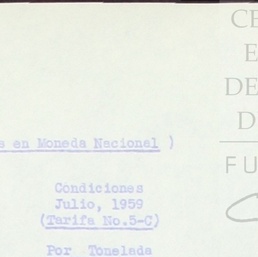 CE
E
DE
D
FU
e en Moneda Nacional )
Condiciones
Julio, 1959
(Tarifa No.5-C)
Por Tonelada